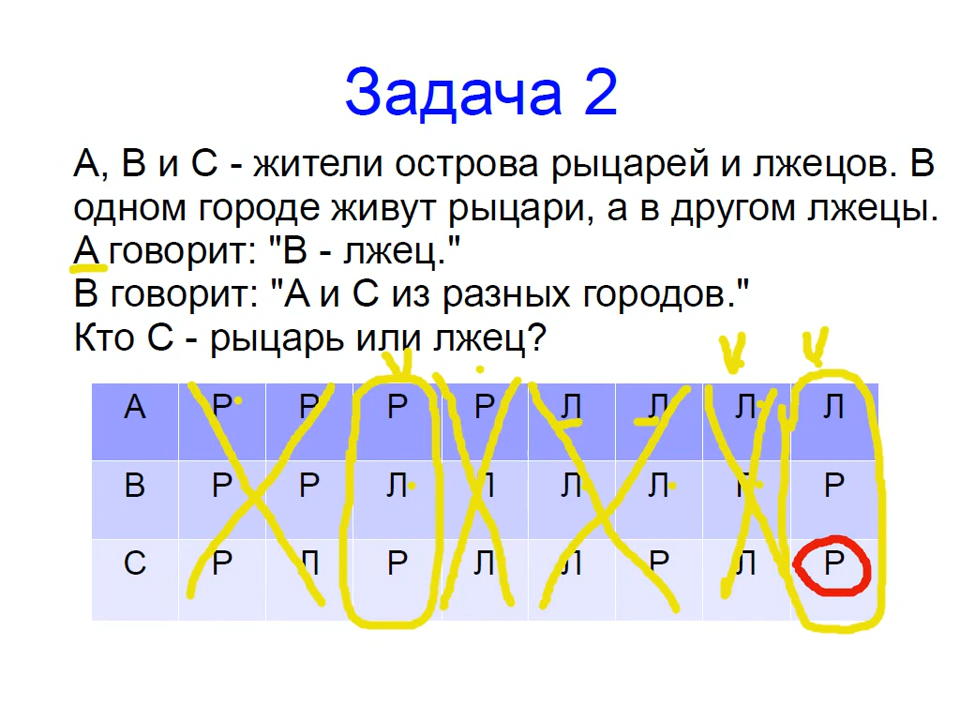 Задача 2
А, В и С - жители острова рыцарей и лжецов. В
одном городе живут рыцари, а в другом лжецы.
А говорит: "В - лжец."
В говорит: "А и С из разных городов."
Кто С - рыцарь или лжец?
А Р Р Р Р Л Л Л Л
В Р Р Л Л Л Л Р Р
С Р Л Р Л Л Р Л Р